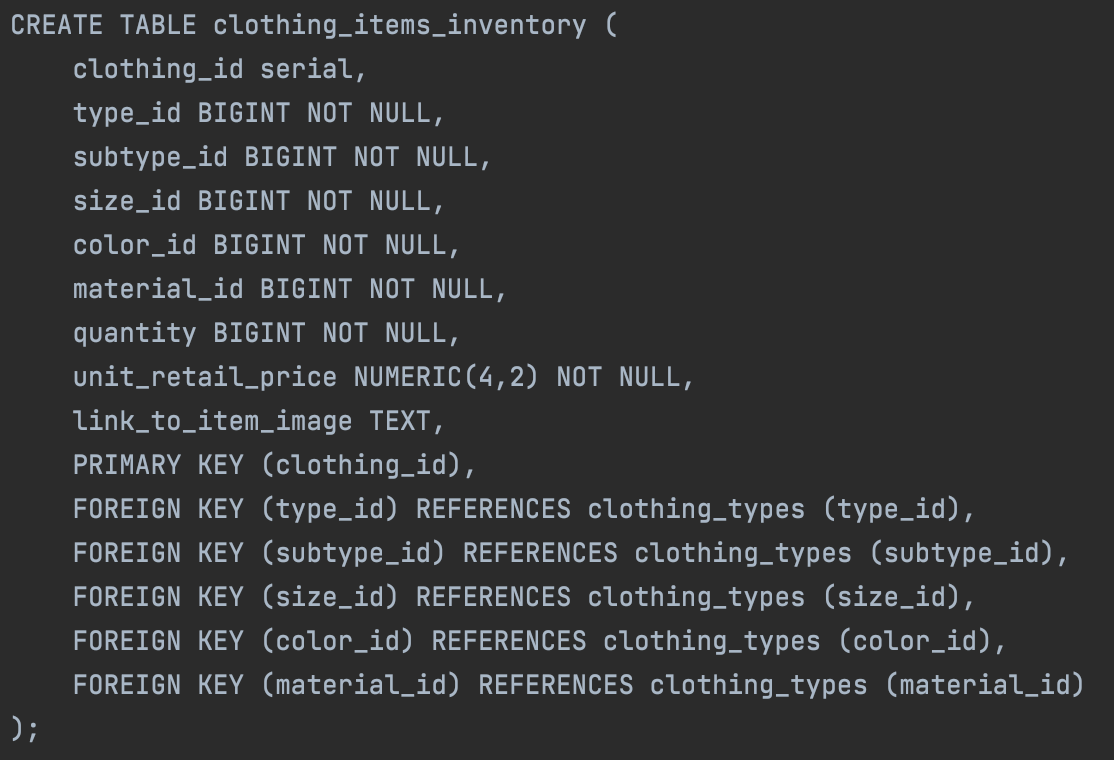 CREATE TABLE clothing_items_inventory (
    clothing_id serial,
    type_id BIGINT NOT NULL,
    subtype_id BIGINT NOT NULL,
    size_id BIGINT NOT NULL,
    color_id BIGINT NOT NULL,
    material_id BIGINT NOT NULL,
    quantity BIGINT NOT NULL,
    unit_retail_price NUMERIC(4,2) NOT NULL,
    link_to_item_image TEXT,
    PRIMARY KEY (clothing_id),
    FOREIGN KEY (type_id) REFERENCES clothing_types (type_id),
    FOREIGN KEY (subtype_id) REFERENCES clothing_types (subtype_id),
    FOREIGN KEY (size_id) REFERENCES clothing_types (size_id),
    FOREIGN KEY (color_id) REFERENCES clothing_types (color_id),
    FOREIGN KEY (material_id) REFERENCES clothing_types (material_id)
);